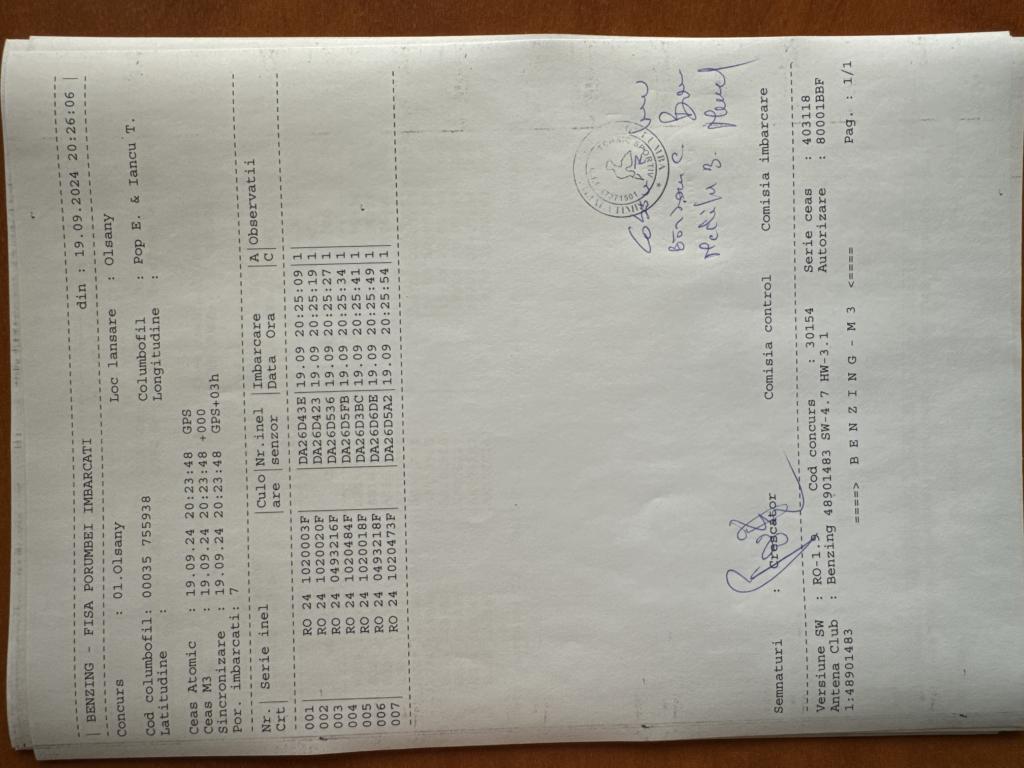 | BENZING - FISA PORUMBEI IMBARCATI din : 19.09.2024 20:26:06 |
Concurs : 01.Olsany Loc lansare : Olsany
Cod columbofil: 00035 755938 Columbofil : Pop E. & Iancu T.
Latitudine : Longitudine :
Ceas Atomic : 19.09.24 20:23:48 GPS
Ceas M3 : 19.09.24 20:23:48 +000
Sincronizare : 19.09.24 20:23:48 GPS+03h
Por. imbarcati: 7
Nr.| Serie inel |Culo|Nr.inel |Imbarcare |A|Observatii
Crt| |are |senzor |Data Ora |C|
001| RO 24 1020003F | |DA26D43E|19.09 20:25:09|1|
002| RO 24 1020020F | |DA26D423|19.09 20:25:19|1|
003| RO 24 0493216F | |DA26D536|19.09 20:25:27|1|
004| RO 24 1020484F | |DA26D5FB|19.09 20:25:34|1|
005| RO 24 1020018F | |DA26D3BC|19.09 20:25:41|1|
006| RO 24 0493218F | |DA26D6DE|19.09 20:25:49|1|
007| RO 24 1020473F | |DA26D5A2|19.09 20:25:54|1|
Semnaturi : Crescator Comisia control Comisia imbarcare
Versiune SW : RO-1.9 Cod concurs : 30154 Serie ceas : 403118
Antena Club : Benzing 48901483 SW-4.7 HW-3.1 Autorizare : 80001BBF
1:48901483
====> B E N Z I N G - M 3 <==== Pag. : 1/1